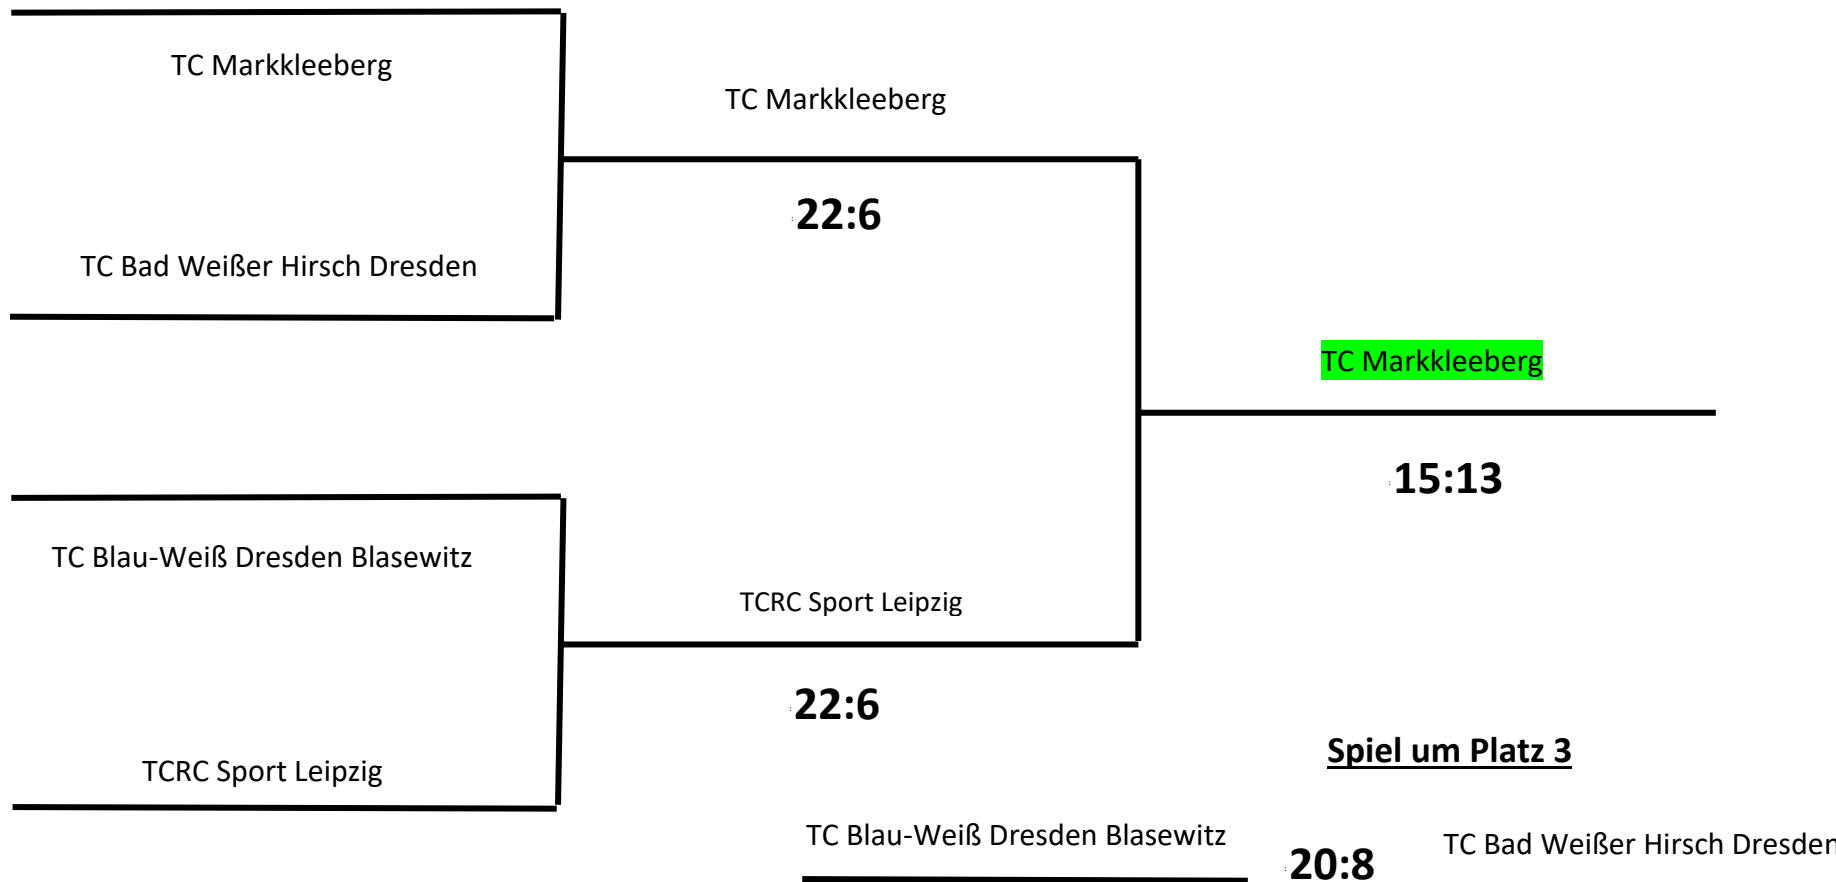 TC Markkleeberg
TC Markkleeberg
22:6
TC Bad Weißer Hirsch Dresden
TC Markkleeberg
15:13
TC Blau-Weiß Dresden Blasewitz
TCRC Sport Leipzig
22:6
TCRC Sport Leipzig
Spiel um Platz 3
TC Blau-Weiß Dresden Blasewitz
20:8
TC Bad Weißer Hirsch Dresden